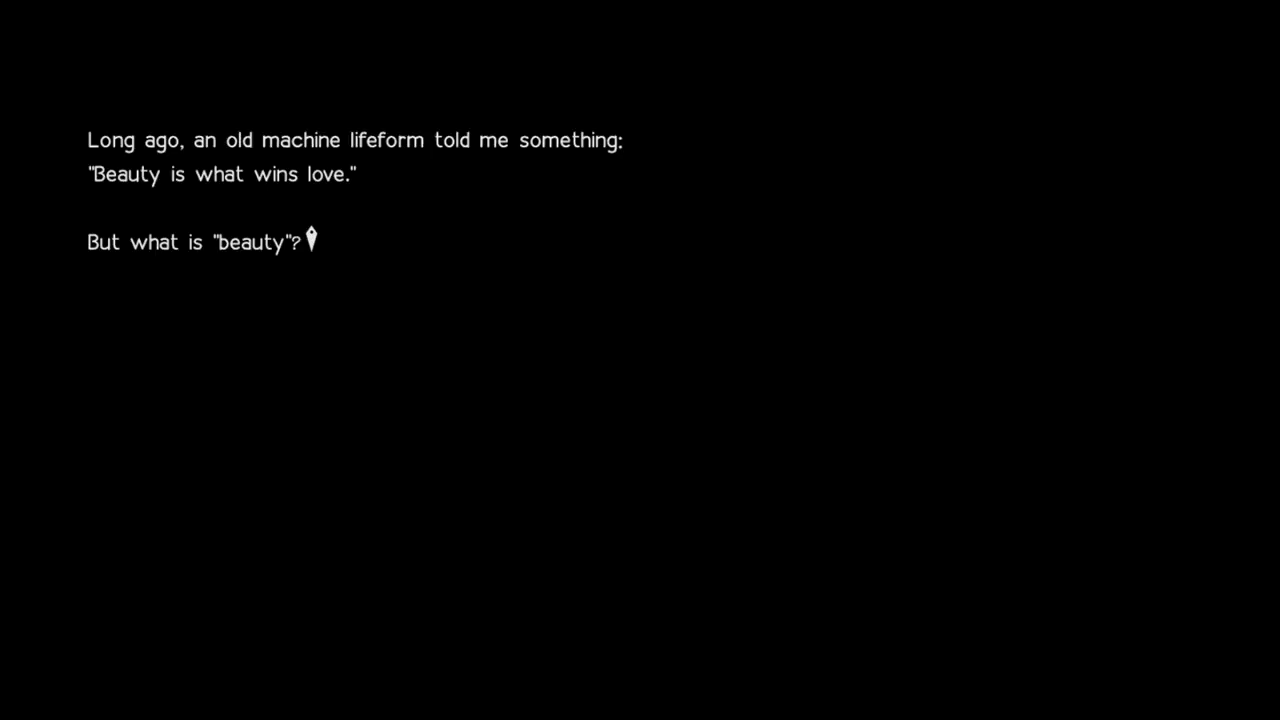 Long ago, an old machine lifeform told me something:
"Beauty is what wins love."
But what is "beauty"?